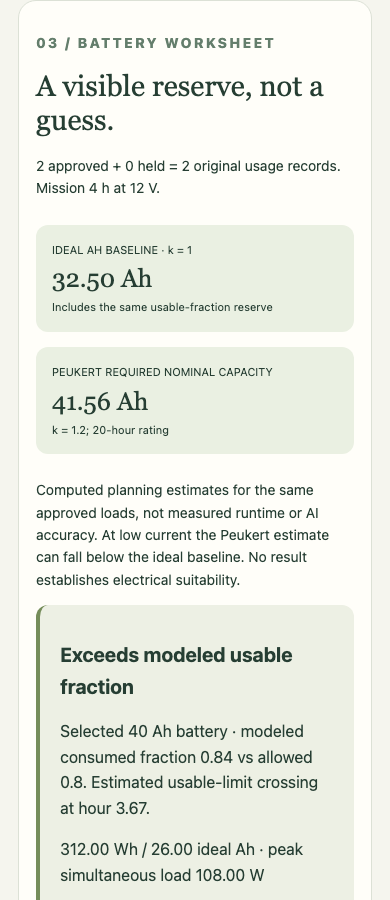 03 / BATTERY WORKSHEET
A visible reserve, not a
guess.
2 approved + 0 held = 2 original usage records.
Mission 4 h at 12 V.
IDEAL AH BASELINE · k = 1
32.50 Ah
Includes the same usable-fraction reserve
PEUKERT REQUIRED NOMINAL CAPACITY
41.56 Ah
k = 1.2; 20-hour rating
Computed planning estimates for the same
approved loads, not measured runtime or AI
accuracy. At low current the Peukert estimate
can fall below the ideal baseline. No result
establishes electrical suitability.
Exceeds modeled usable
fraction
Selected 40 Ah battery · modeled
consumed fraction 0.84 vs allowed
0.8. Estimated usable-limit crossing
at hour 3.67.
312.00 Wh / 26.00 ideal Ah · peak
simultaneous load 108.00 W